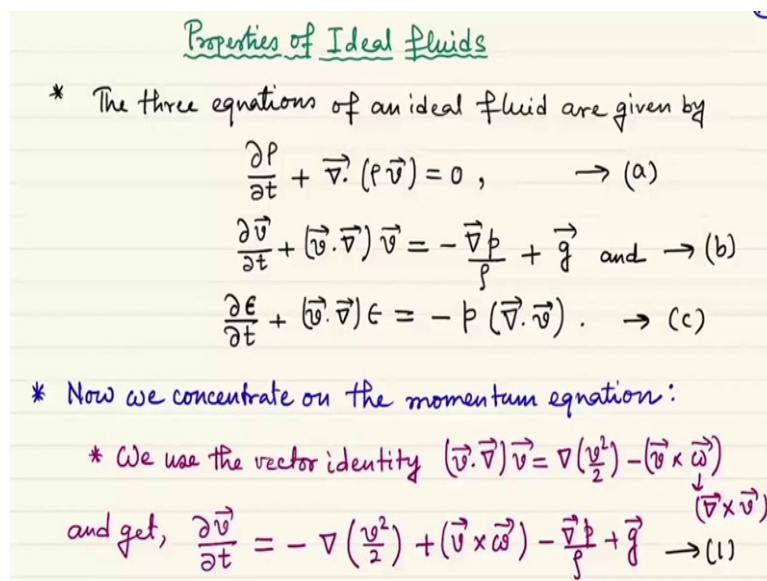 Properties of Ideal fluids
* The three equations of an ideal fluid are given by
∂ρ/∂t + ∇⃗.(ρv⃗) = 0 , → (a)
∂v⃗/∂t + (v⃗.∇⃗) v⃗ = - ∇⃗p/ρ + g⃗ and → (b)
∂ϵ/∂t + (v⃗.∇⃗) ϵ = - p (∇⃗.v⃗) . → (c)
* Now we concentrate on the momentum equation:
* We use the vector identity (v⃗.∇⃗) v⃗ = ∇(v²/2) - (v⃗ × ω⃗)
↓
(∇⃗×v⃗)
and get, ∂v⃗/∂t = - ∇(v²/2) + (v⃗ × ω⃗) - ∇⃗p/ρ + g⃗ → (1)